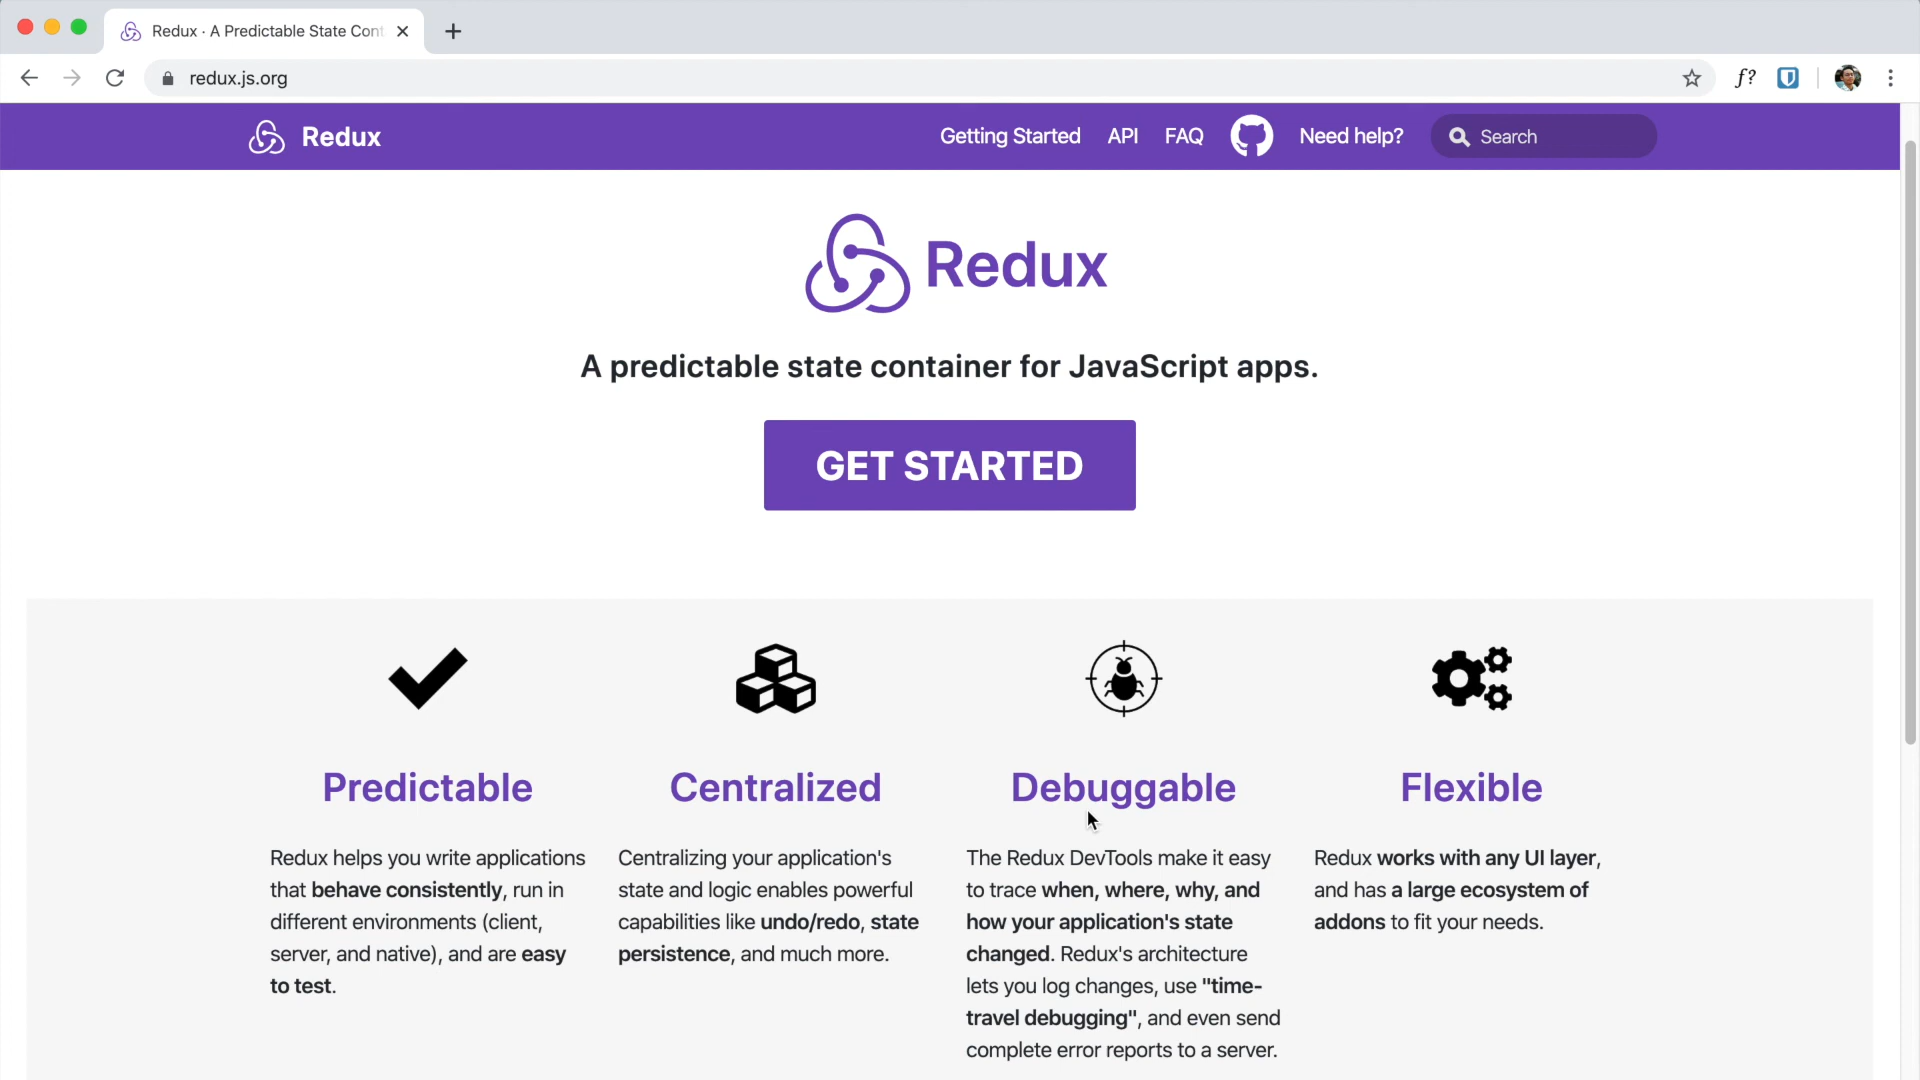 Redux · A Predictable State Cont
redux.js.org
f?
Redux
Getting Started
API
FAQ
Need help?
Search
Redux
A predictable state container for JavaScript apps.
GET STARTED
Predictable
Redux helps you write applications
that behave consistently, run in
different environments (client,
server, and native), and are easy
to test.
Centralized
Centralizing your application's
state and logic enables powerful
capabilities like undo/redo, state
persistence, and much more.
Debuggable
The Redux DevTools make it easy
to trace when, where, why, and
how your application's state
changed. Redux's architecture
lets you log changes, use "time-
travel debugging", and even send
complete error reports to a server.
Flexible
Redux works with any UI layer,
and has a large ecosystem of
addons to fit your needs.